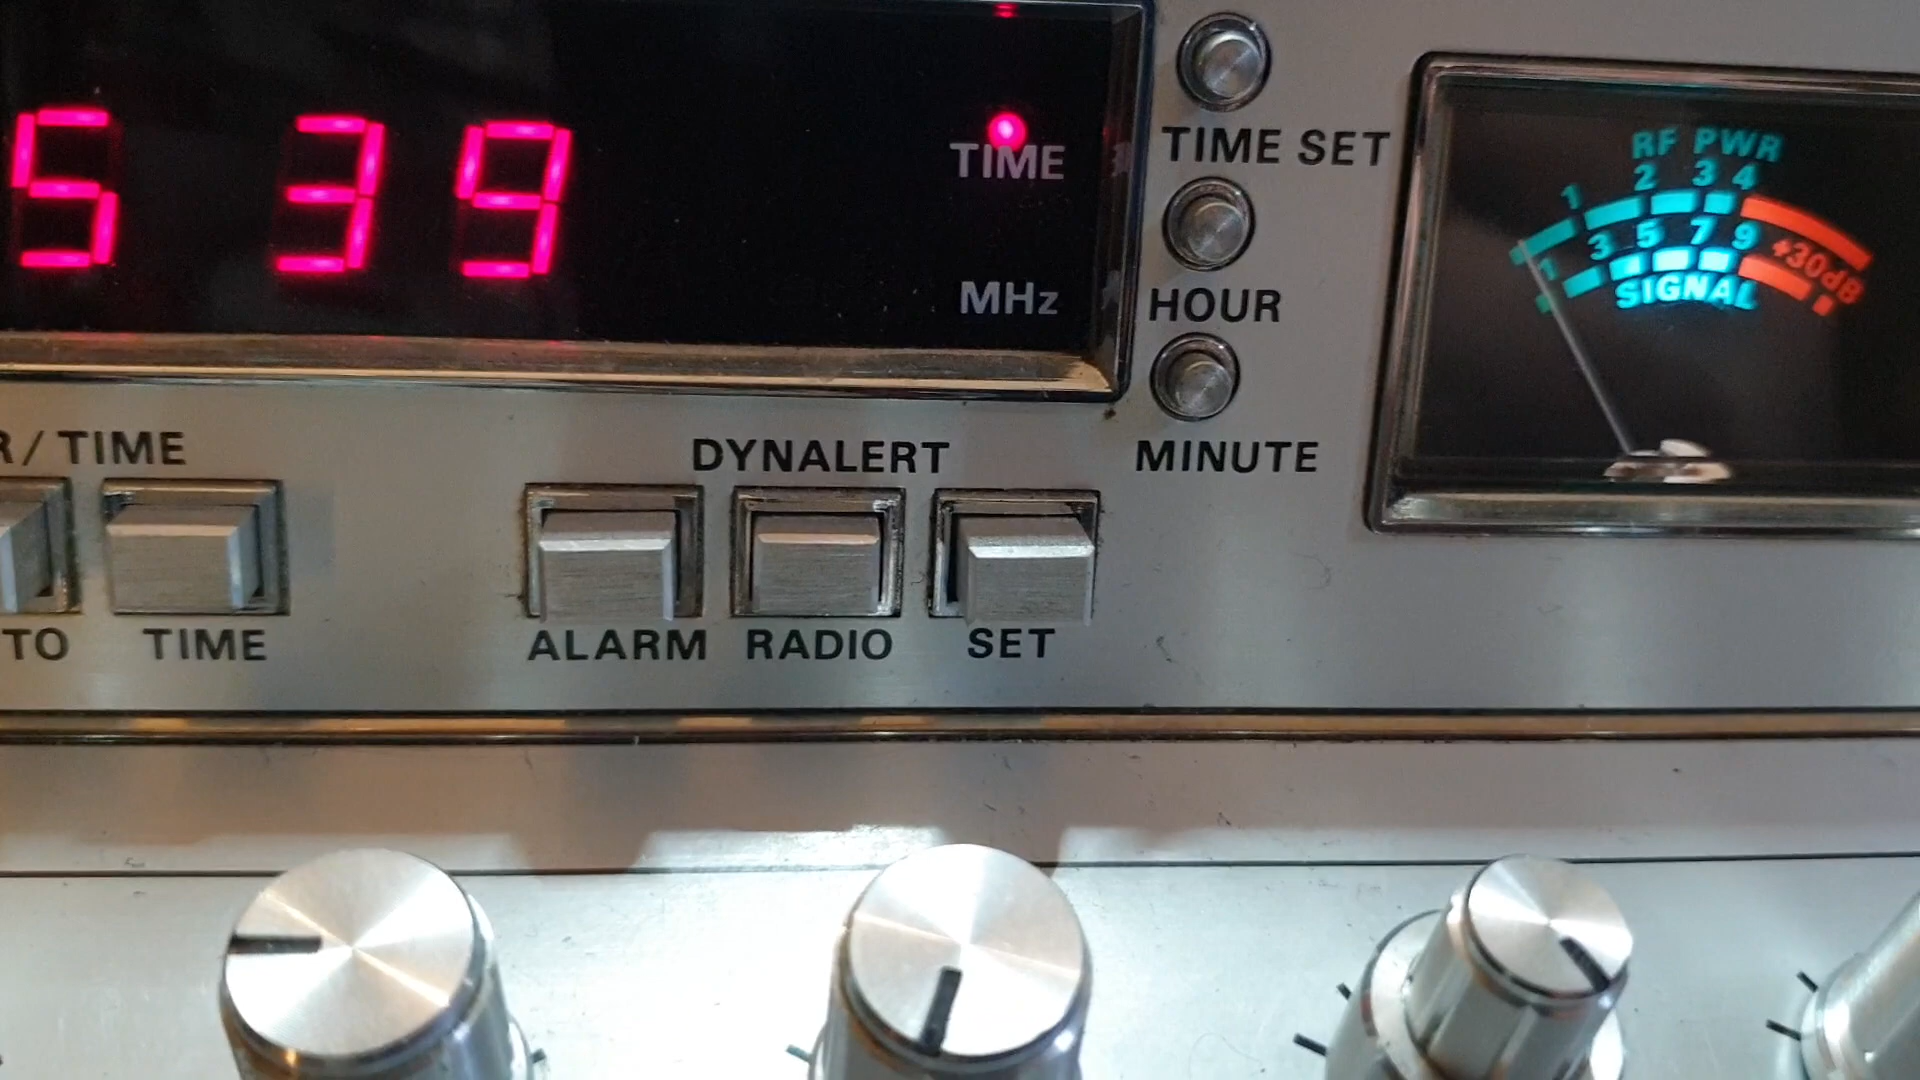 5 39
TIME
MHz
TIME SET
HOUR
MINUTE
RF PWR
1 2 3 4
1 3 5 7 9 +30dB
SIGNAL
R / TIME
DYNALERT
TO TIME
ALARM RADIO SET